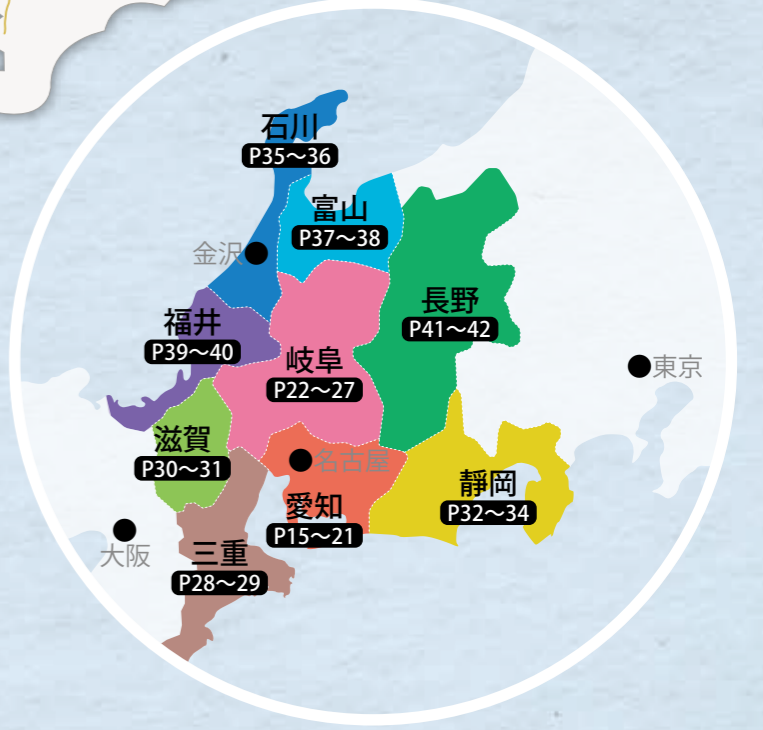 石川
P35～36
富山
P37～38
金沢
長野
P41～42
福井
P39～40
岐阜
P22～27
東京
滋賀
P30～31
名古屋
静岡
P32～34
愛知
P15～21
大阪
三重
P28～29